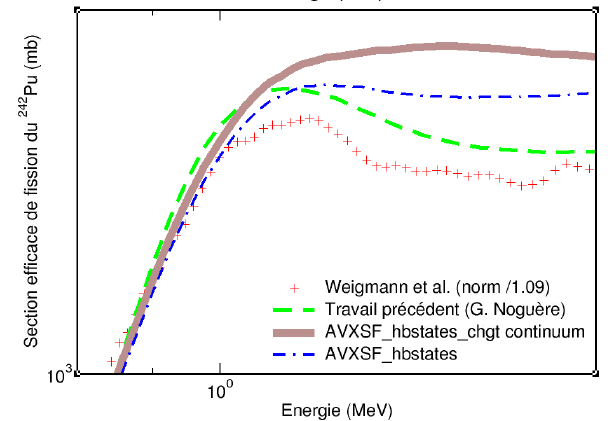 Section efficace de fission du ²⁴²Pu (mb)
10³
10⁰
Energie (MeV)
Weigmann et al. (norm /1.09)
Travail précédent (G. Noguère)
AVXSF_hbstates_chgt continuum
AVXSF_hbstates